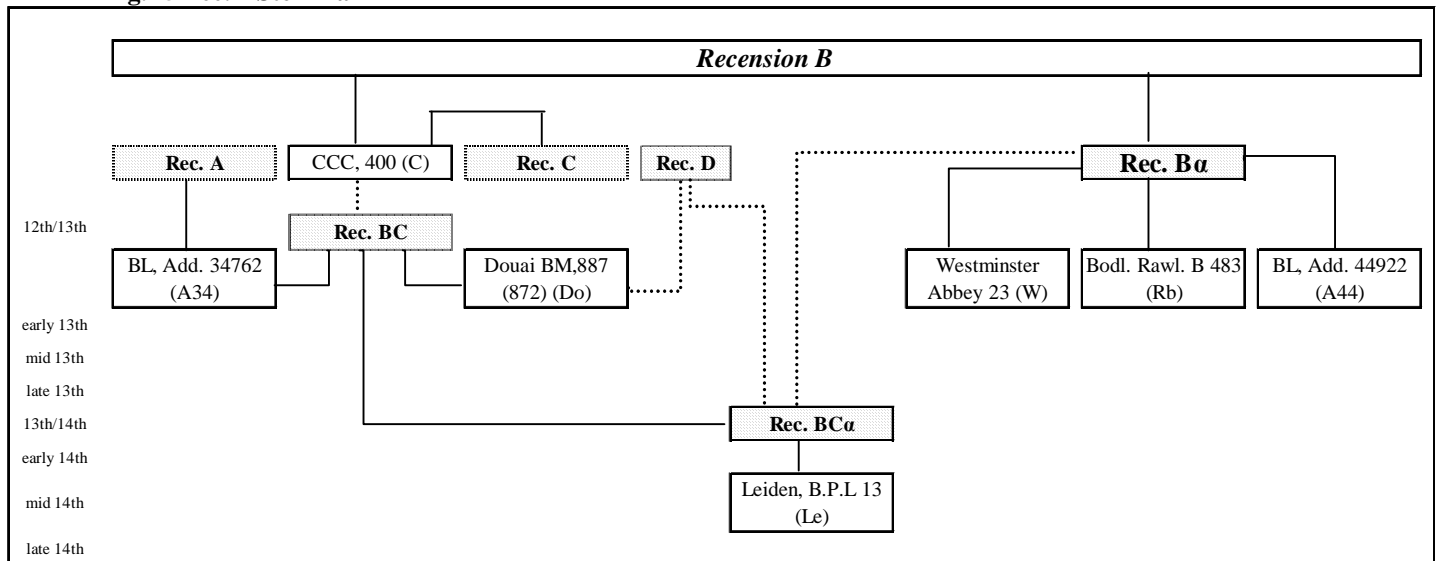 Recension B
Rec. A
CCC, 400 (C)
Rec. C
Rec. D
Rec. Bα
12th/13th
Rec. BC
BL, Add. 34762
(A34)
Douai BM,887
(872) (Do)
Westminster
Abbey 23 (W)
Bodl. Rawl. B 483
(Rb)
BL, Add. 44922
(A44)
early 13th
mid 13th
late 13th
13th/14th
Rec. BCα
early 14th
Leiden, B.P.L 13
(Le)
mid 14th
late 14th